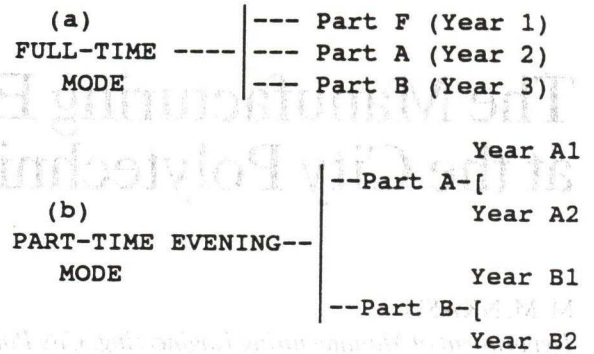 (a)
FULL-TIME ---- | --- Part F (Year 1)
--- Part A (Year 2)
MODE --- Part B (Year 3)
Year A1
--Part A-[
(b) Year A2
PART-TIME EVENING--
MODE Year B1
--Part B-[
Year B2